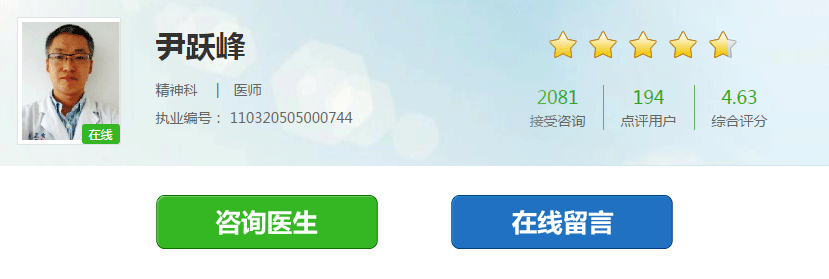 尹跃峰
精神科 | 医师
执业编号： 110320505000744
在线
2081 194 4.63
接受咨询 点评用户 综合评分
咨询医生 在线留言